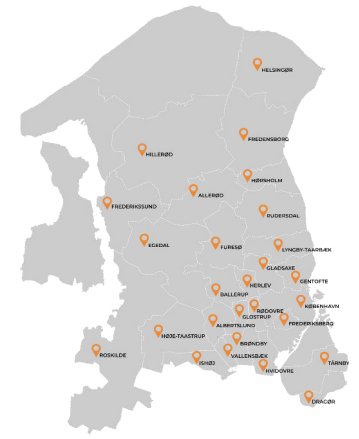 HELSINGØR
FREDENSBORG
HILLERØD
HØRSHOLM
ALLERØD
FREDERIKSSUND
RUDERSDAL
EGEDAL
FURESØ
LYNGBY-TAARBÆK
GLADSAXE
GENTOFTE
HERLEV
BALLERUP
KØBENHAVN
RØDOVRE
GLOSTRUP
ALBERTSLUND
FREDERIKSBERG
HØJE-TAASTRUP
BRØNDBY
VALLENSBÆK
ROSKILDE
ISHØJ
HVIDOVRE
TÅRNBY
DRAGØR